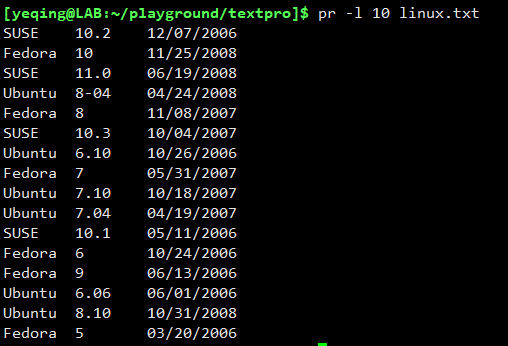 [yeqing@LAB:~/playground/textpro]$ pr -l 10 linux.txt
SUSE    10.2    12/07/2006
Fedora  10      11/25/2008
SUSE    11.0    06/19/2008
Ubuntu  8-04    04/24/2008
Fedora  8       11/08/2007
SUSE    10.3    10/04/2007
Ubuntu  6.10    10/26/2006
Fedora  7       05/31/2007
Ubuntu  7.10    10/18/2007
Ubuntu  7.04    04/19/2007
SUSE    10.1    05/11/2006
Fedora  6       10/24/2006
Fedora  9       06/13/2006
Ubuntu  6.06    06/01/2006
Ubuntu  8.10    10/31/2008
Fedora  5       03/20/2006